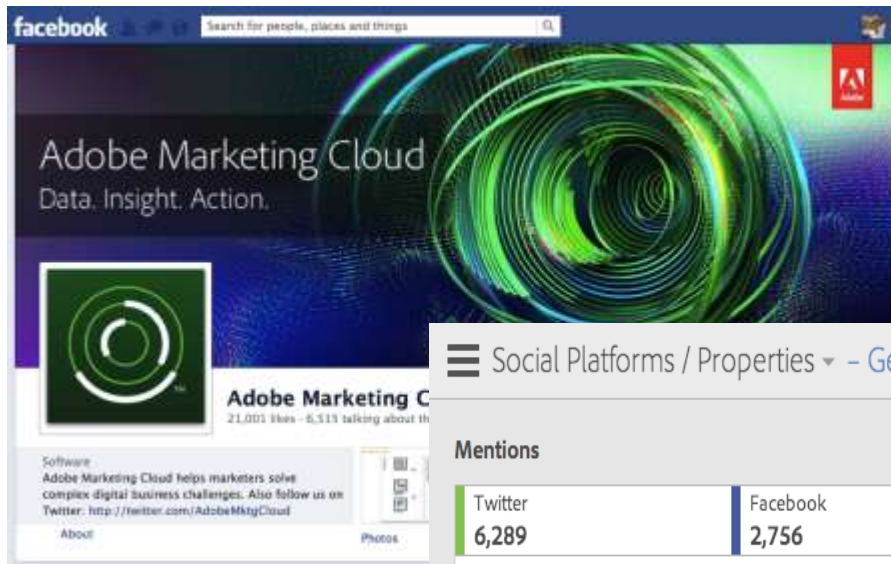 facebook
Search for people, places and things
Adobe
Adobe Marketing Cloud
Data. Insight. Action.
Adobe Marketing C
21,001 likes · 6,515 talking about th
Software
Adobe Marketing Cloud helps marketers solve
complex digital business challenges. Also follow us on
Twitter: http://twitter.com/AdobeMktgCloud
About
Photos
Social Platforms / Properties – Ge
Mentions
Twitter
6,289
Facebook
2,756